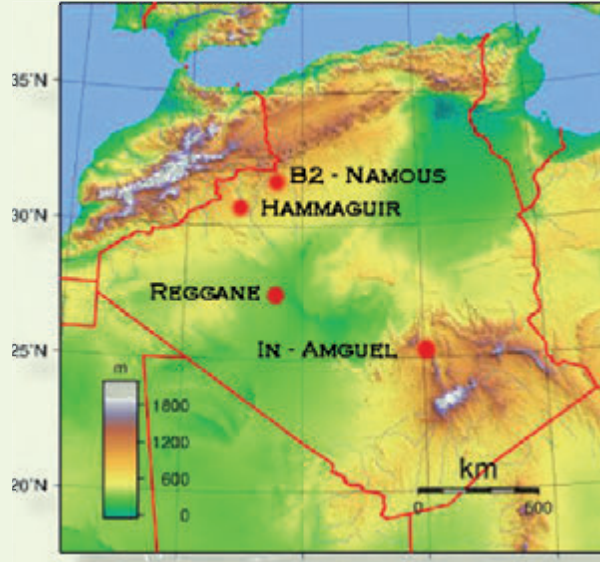 35°N
B2 - NAMOUS
HAMMAGUIR
30°N
REGGANE
IN - AMGUEL
25°N
m
1800
1200
600
0
km
0 500
20°N